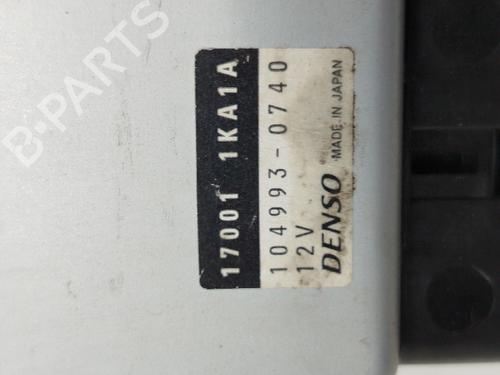 B-PARTS
17001 1KA1A
104993-0740
12V
DENSO MADE IN JAPAN